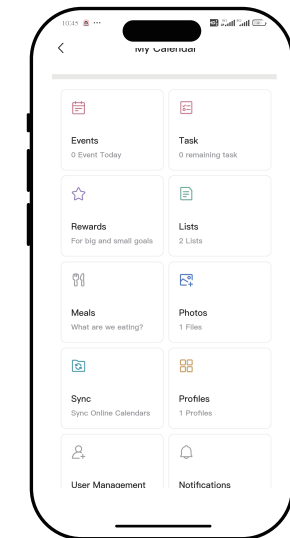 10:45
My Calendar
Events
0 Event Today
Task
0 remaining task
Rewards
For big and small goals
Lists
2 Lists
Meals
What are we eating?
Photos
1 Files
Sync
Sync Online Calendars
Profiles
1 Profiles
User Management
Notifications